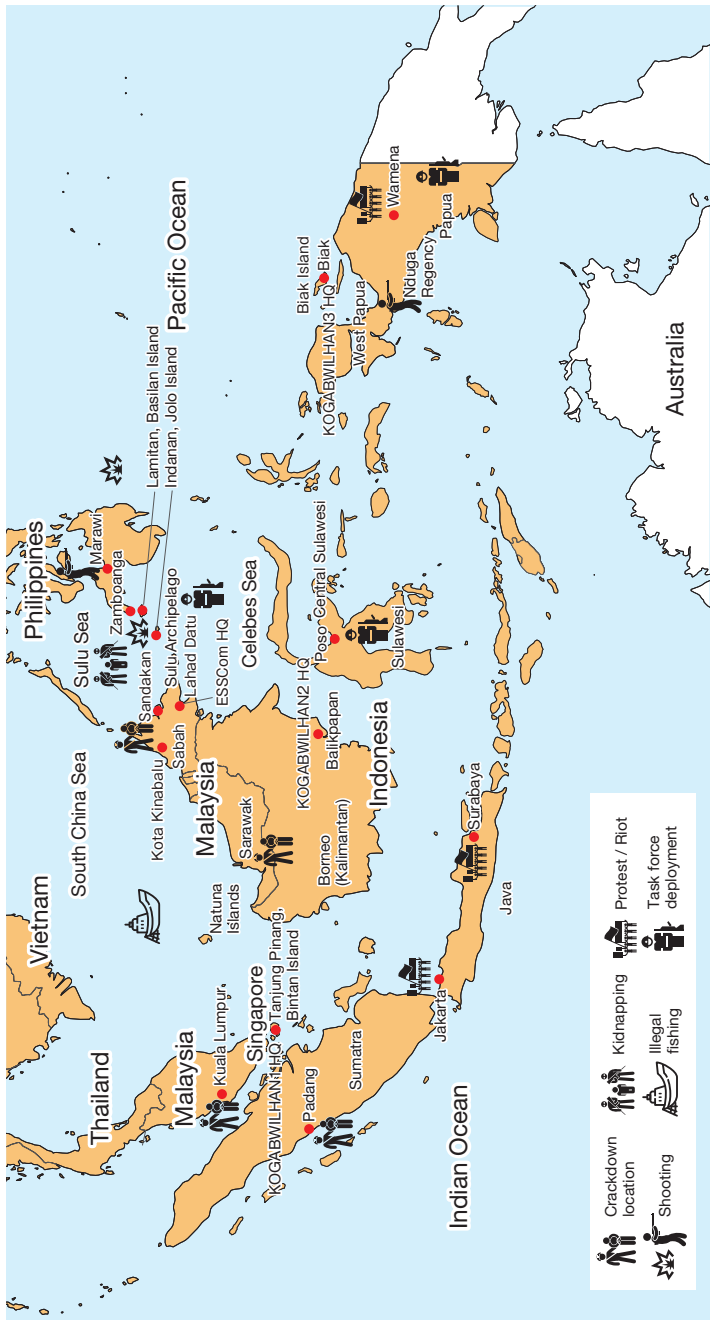 Vietnam
Thailand
Philippines
South China Sea
Sulu Sea
Pacific Ocean
Marawi
Zamboanga
Lamitan, Basilan Island
Indanan, Jolo Island
Sandakan
Sulu Archipelago
Lahad Datu
ESSCom HQ
Kota Kinabalu
Sabah
Malaysia
Celebes Sea
Malaysia
Kuala Lumpur
Singapore
KOGABWILHAN1 HQ
Tanjung Pinang,
Bintan Island
Natuna
Islands
Sarawak
Borneo
(Kalimantan)
KOGABWILHAN2 HQ
Balikpapan
Indonesia
Poso
Central Sulawesi
Sulawesi
Biak Island
Biak
KOGABWILHAN3 HQ
West Papua
Nduga
Regency
Wamena
Papua
Padang
Sumatra
Jakarta
Java
Surabaya
Indian Ocean
Australia
Crackdown
location
Kidnapping
Protest / Riot
Shooting
Illegal
fishing
Task force
deployment